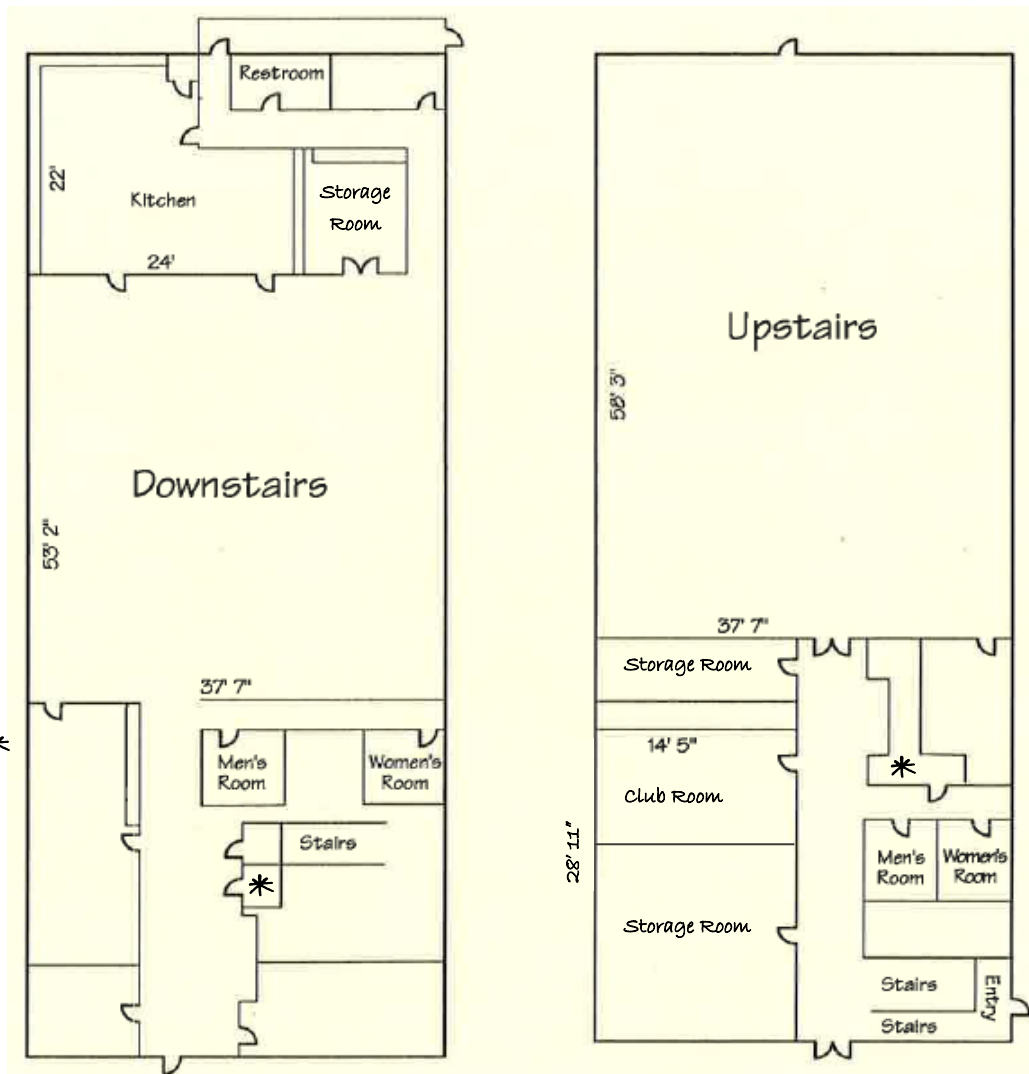 Restroom
22'
Kitchen
Storage
Room
24'
Downstairs
53' 2"
37' 7"
Men's
Room
Women's
Room
Stairs
*
*
Upstairs
58' 3"
37' 7"
Storage Room
14' 5"
*
Club Room
28' 11"
Men's
Room
Women's
Room
Storage Room
Stairs
Entry
Stairs